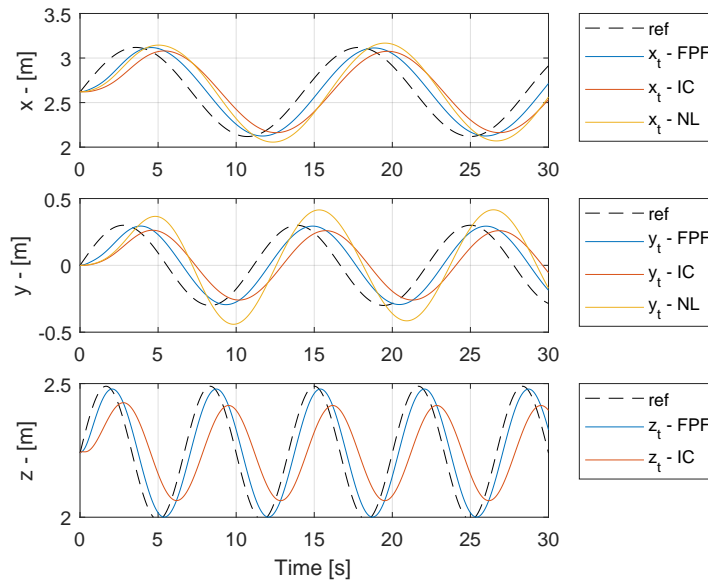 3.5
3
2.5
2
x - [m]
0 5 10 15 20 25 30
ref
x_t - FPF
x_t - IC
x_t - NL
0.5
0
-0.5
y - [m]
0 5 10 15 20 25 30
ref
y_t - FPF
y_t - IC
y_t - NL
2.5
2
z - [m]
0 5 10 15 20 25 30
Time [s]
ref
z_t - FPF
z_t - IC